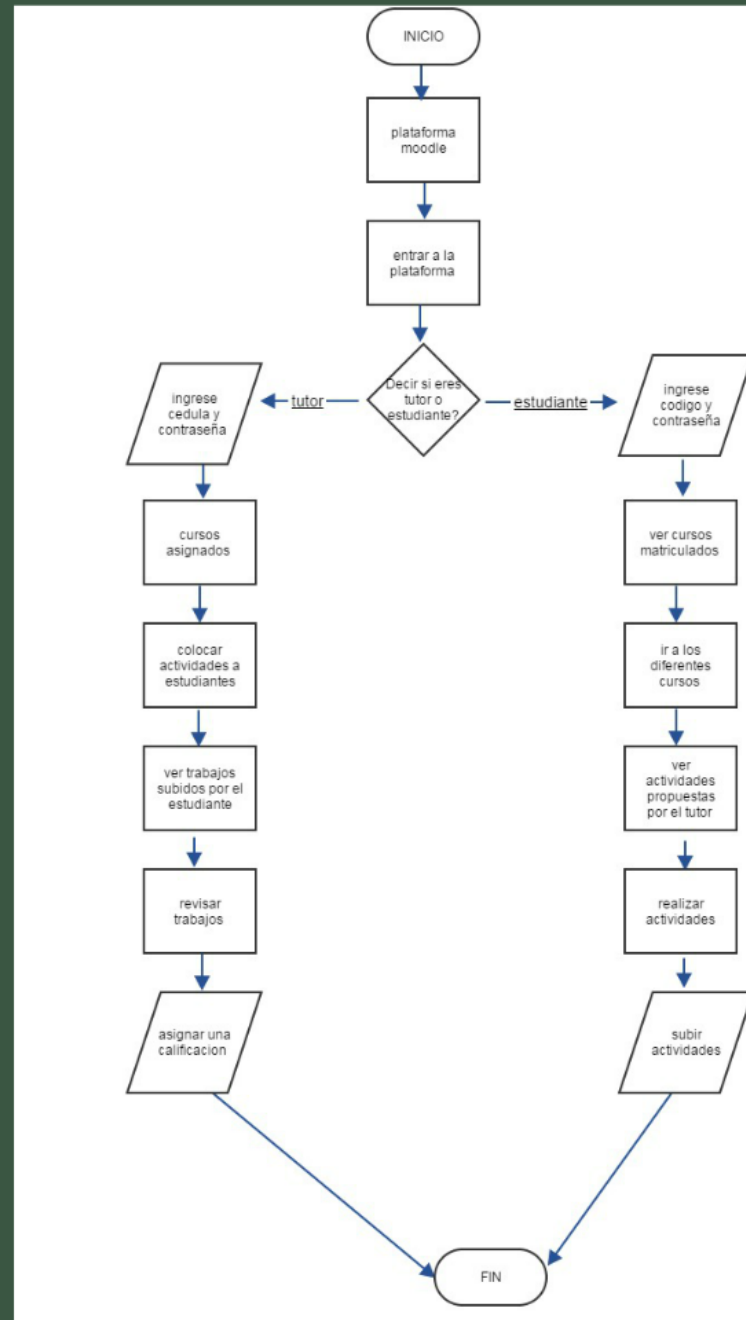 INICIO
plataforma
moodle
entrar a la
plataforma
Decir si eres
tutor o
estudiante?
tutor
estudiante
ingrese
cedula y
contraseña
cursos
asignados
colocar
actividades a
estudiantes
ver trabajos
subidos por el
estudiante
revisar
trabajos
asignar una
calificacion
ingrese
codigo y
contraseña
ver cursos
matriculados
ir a los
diferentes
cursos
ver
actividades
propuestas
por el tutor
realizar
actividades
subir
actividades
FIN